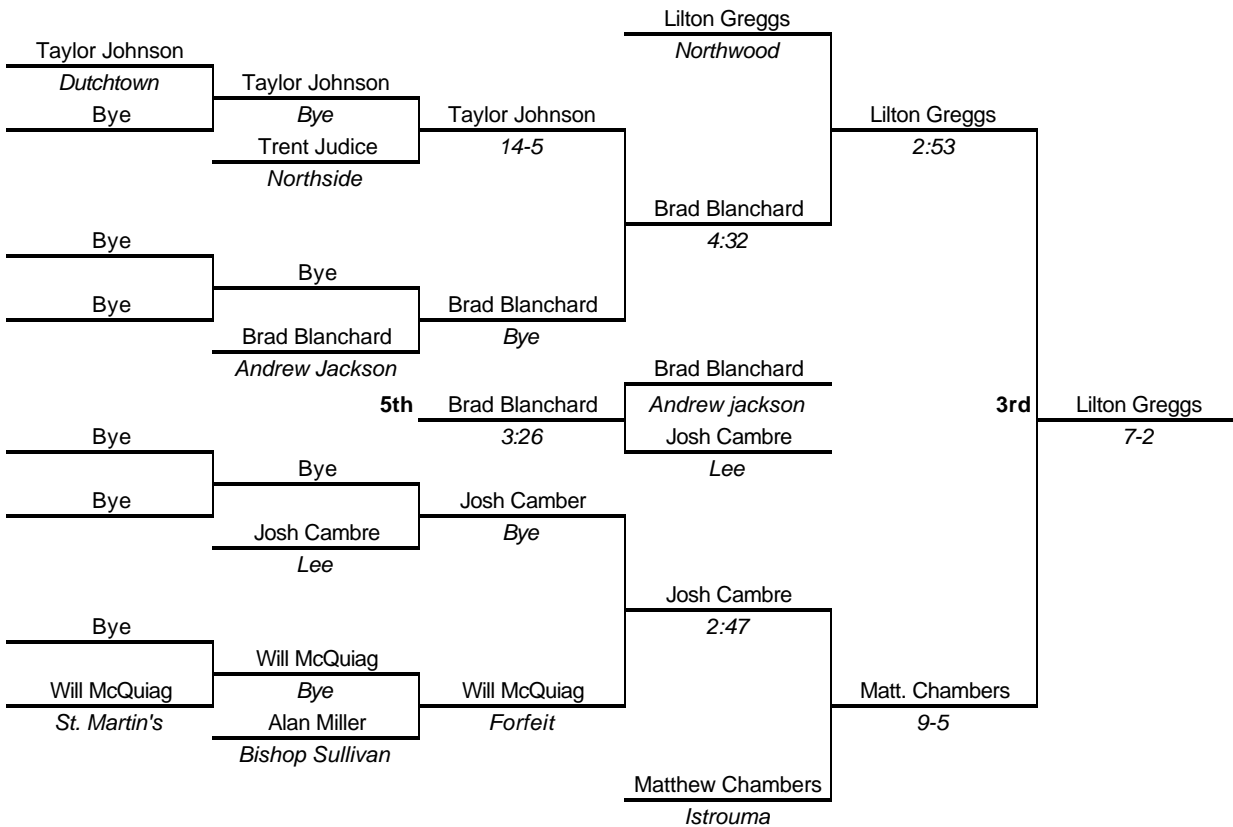 Lilton Greggs
Taylor Johnson
Northwood
Dutchtown
Taylor Johnson
Bye
Bye
Taylor Johnson
Lilton Greggs
Trent Judice
14-5
2:53
Northside
Brad Blanchard
Bye
4:32
Bye
Bye
Brad Blanchard
Brad Blanchard
Bye
Andrew Jackson
Brad Blanchard
5th
Brad Blanchard
Andrew jackson
3rd
Lilton Greggs
Bye
3:26
Josh Cambre
7-2
Bye
Lee
Bye
Josh Camber
Josh Cambre
Bye
Lee
Josh Cambre
Bye
2:47
Will McQuiag
Will McQuiag
Bye
Will McQuiag
Matt. Chambers
St. Martin's
Alan Miller
Forfeit
9-5
Bishop Sullivan
Matthew Chambers
Istrouma